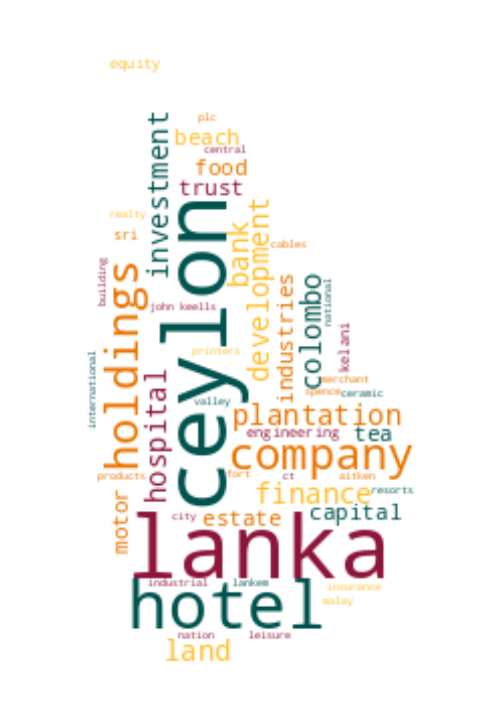 equity
plc
beach
central
food
trust
investment
realty
sri
ceylon
bank
development
cables
building
holdings
john keells
industries
colombo
national
kelani
printers
international
merchant
spence
ceramic
valley
hospital
plantation
engineering
tea
company
products
fort
ct
aitken
motor
finance
resorts
city
estate
capital
lanka
industrial
lankem
insurance
hotel
malay
nation
leisure
land